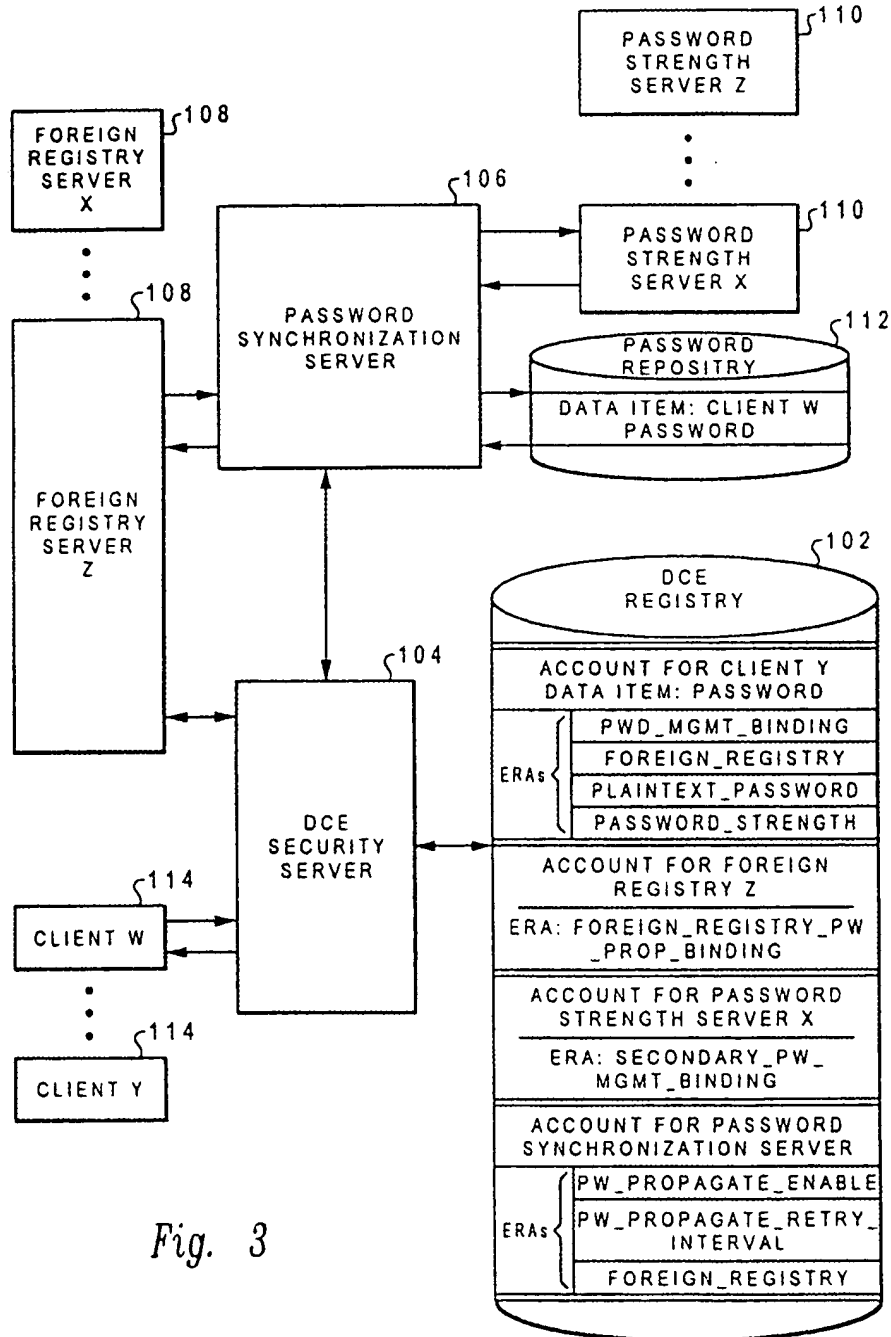 110
PASSWORD
STRENGTH
SERVER Z
108
FOREIGN
REGISTRY
SERVER
X
106
110
PASSWORD
STRENGTH
SERVER X
108
PASSWORD
SYNCHRONIZATION
SERVER
112
PASSWORD
REPOSITRY
DATA ITEM: CLIENT W
PASSWORD
FOREIGN
REGISTRY
SERVER
Z
102
DCE
REGISTRY
104
ACCOUNT FOR CLIENT Y
DATA ITEM: PASSWORD
ERAs
PWD_MGMT_BINDING
FOREIGN_REGISTRY
PLAINTEXT_PASSWORD
PASSWORD_STRENGTH
DCE
SECURITY
SERVER
ACCOUNT FOR FOREIGN
REGISTRY Z
ERA: FOREIGN_REGISTRY_PW
_PROP_BINDING
114
CLIENT W
ACCOUNT FOR PASSWORD
STRENGTH SERVER X
ERA: SECONDARY_PW_
MGMT_BINDING
114
CLIENT Y
ACCOUNT FOR PASSWORD
SYNCHRONIZATION SERVER
ERAs
PW_PROPAGATE_ENABLE
PW_PROPAGATE_RETRY_
INTERVAL
FOREIGN_REGISTRY
Fig. 3